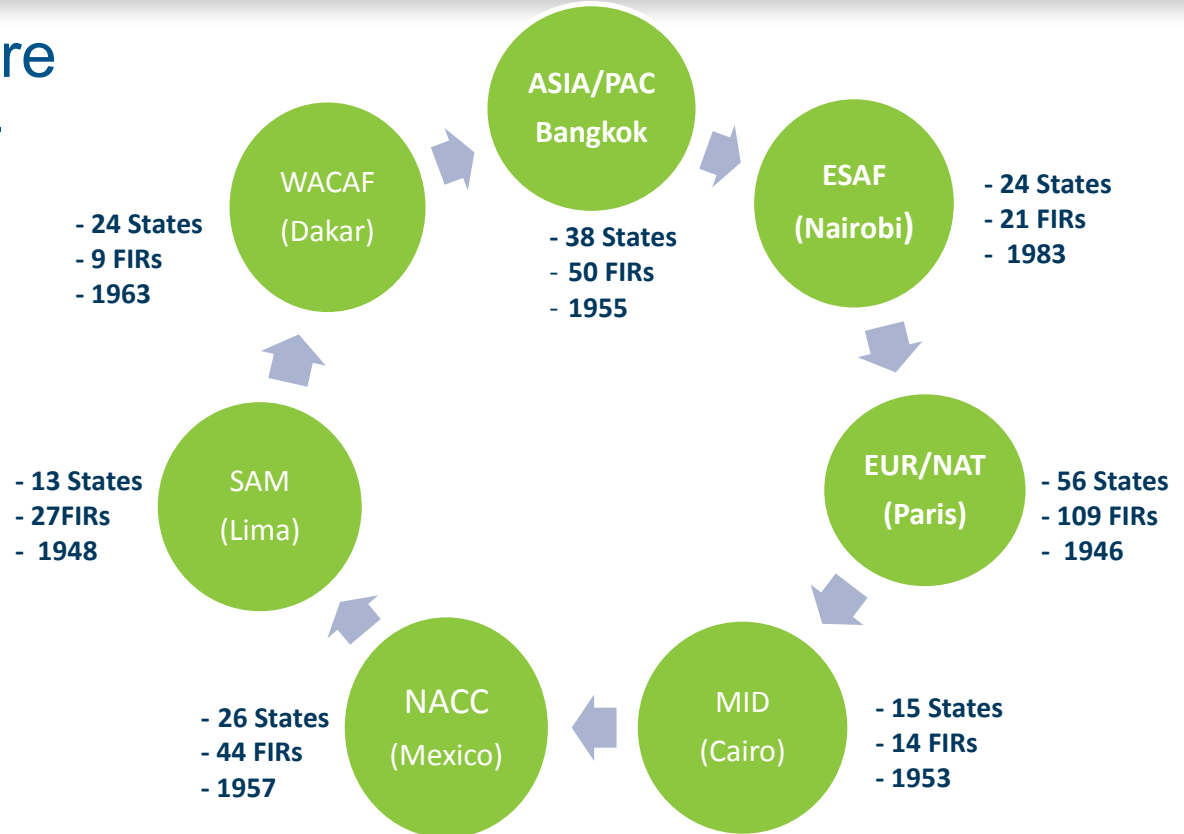 re
ASIA/PAC
Bangkok
- 38 States
- 50 FIRs
- 1955
ESAF
(Nairobi)
- 24 States
- 21 FIRs
- 1983
EUR/NAT
(Paris)
- 56 States
- 109 FIRs
- 1946
MID
(Cairo)
- 15 States
- 14 FIRs
- 1953
NACC
(Mexico)
- 26 States
- 44 FIRs
- 1957
SAM
(Lima)
- 13 States
- 27FIRs
- 1948
WACAF
(Dakar)
- 24 States
- 9 FIRs
- 1963